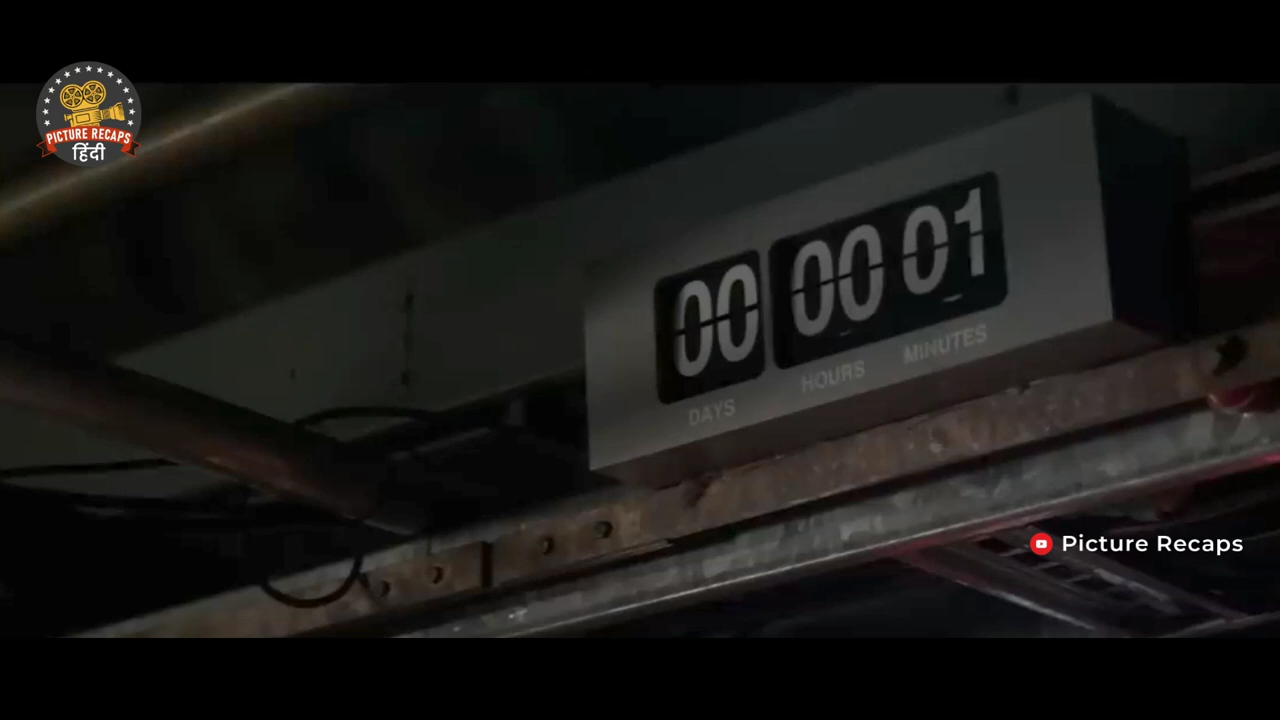 PICTURE RECAPS
हिंदी
00 00 01
DAYS HOURS MINUTES
Picture Recaps